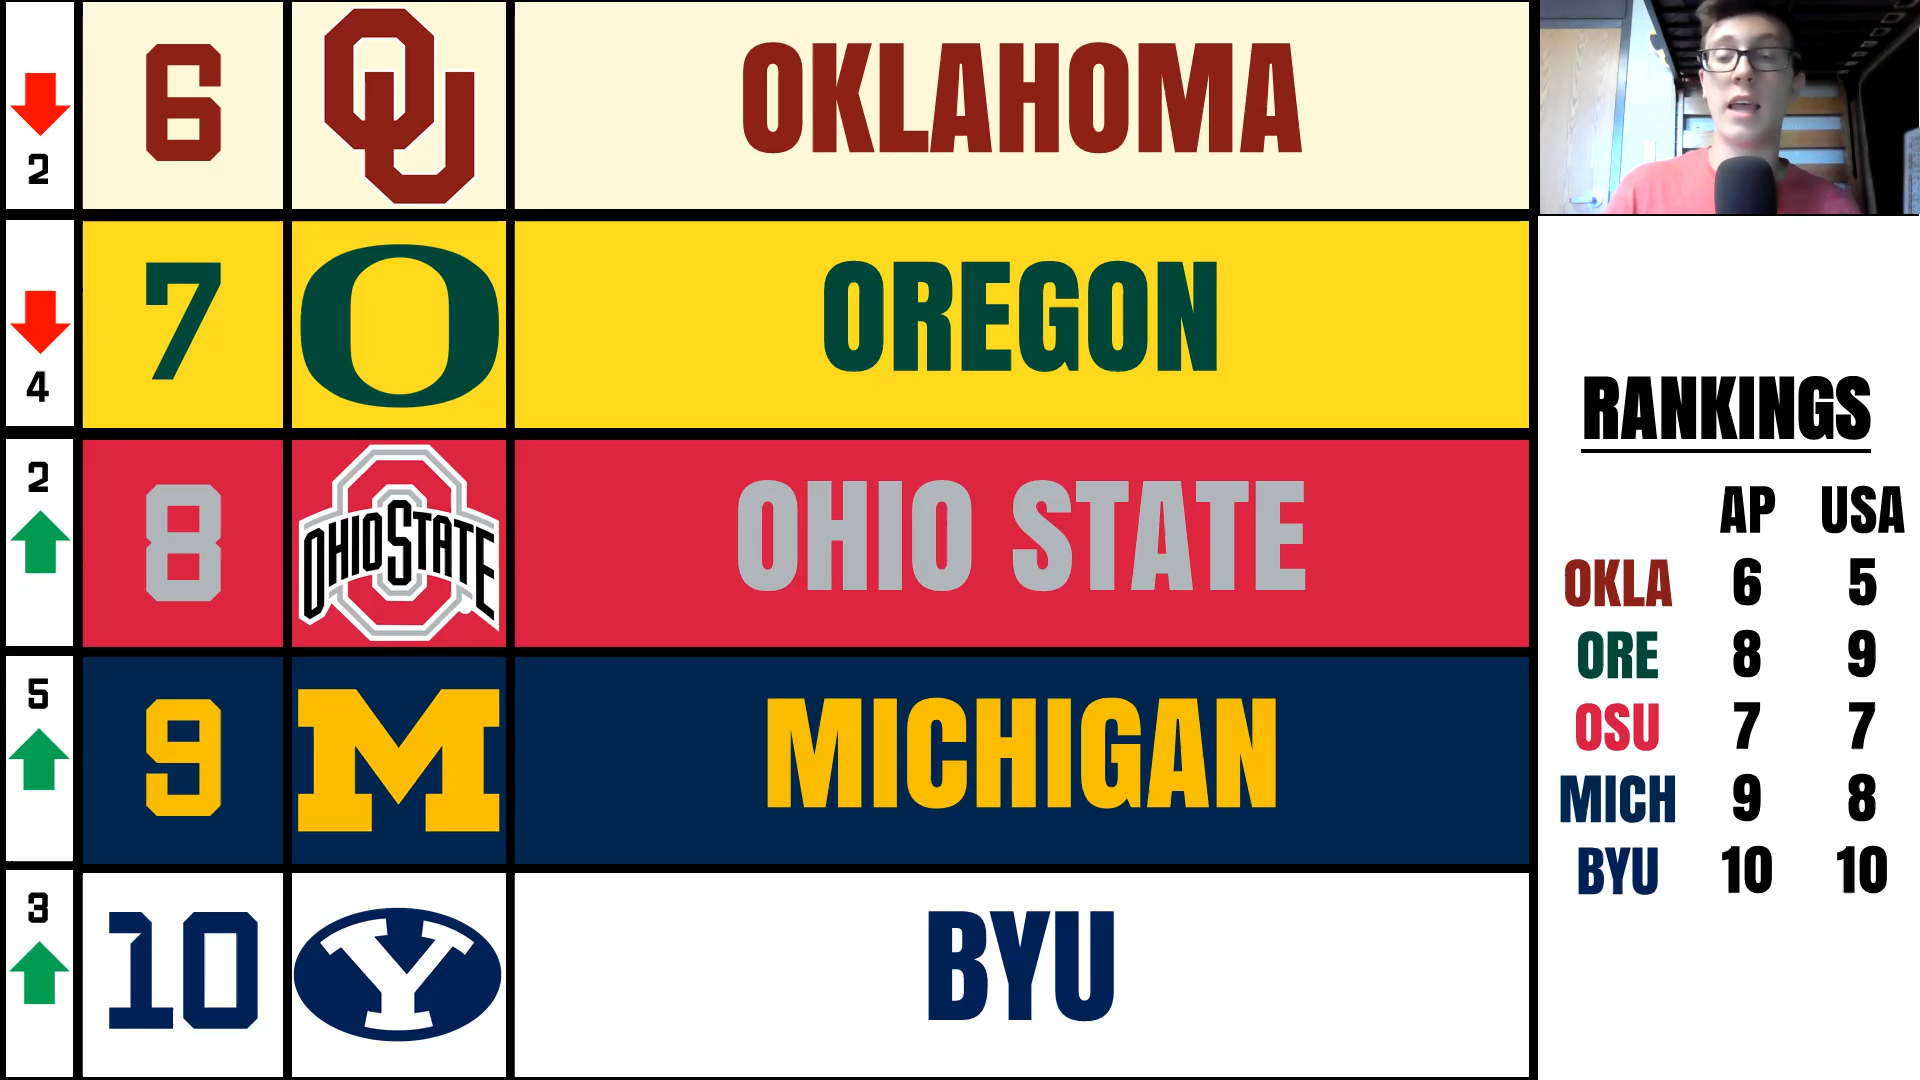 2
6
OU
OKLAHOMA
4
7
O
OREGON
2
8
OHIO STATE
OHIO STATE
5
9
M
MICHIGAN
3
10
Y
BYU
RANKINGS
AP USA
OKLA 6 5
ORE 8 9
OSU 7 7
MICH 9 8
BYU 10 10